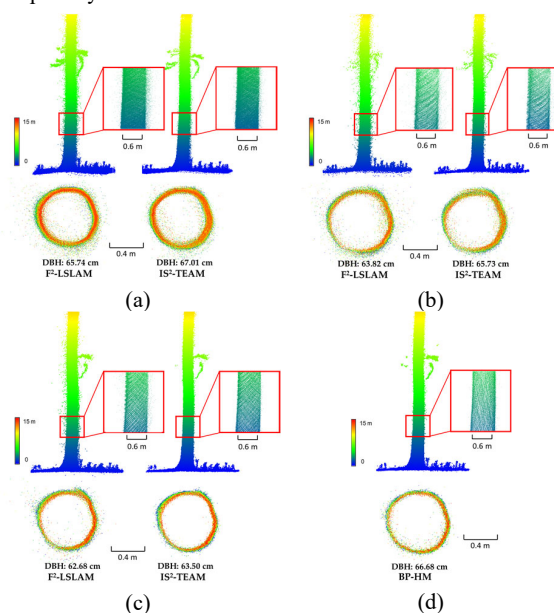 15 m
0
0.6 m
0.6 m
0.4 m
DBH: 65.74 cm
F²-LSLAM
DBH: 67.01 cm
IS²-TEAM
(a)
15 m
0
0.6 m
0.6 m
0.4 m
DBH: 63.82 cm
F²-LSLAM
DBH: 65.73 cm
IS²-TEAM
(b)
15 m
0
0.6 m
0.6 m
0.4 m
DBH: 62.68 cm
F²-LSLAM
DBH: 63.50 cm
IS²-TEAM
(c)
15 m
0
0.6 m
0.4 m
DBH: 66.68 cm
BP-HM
(d)